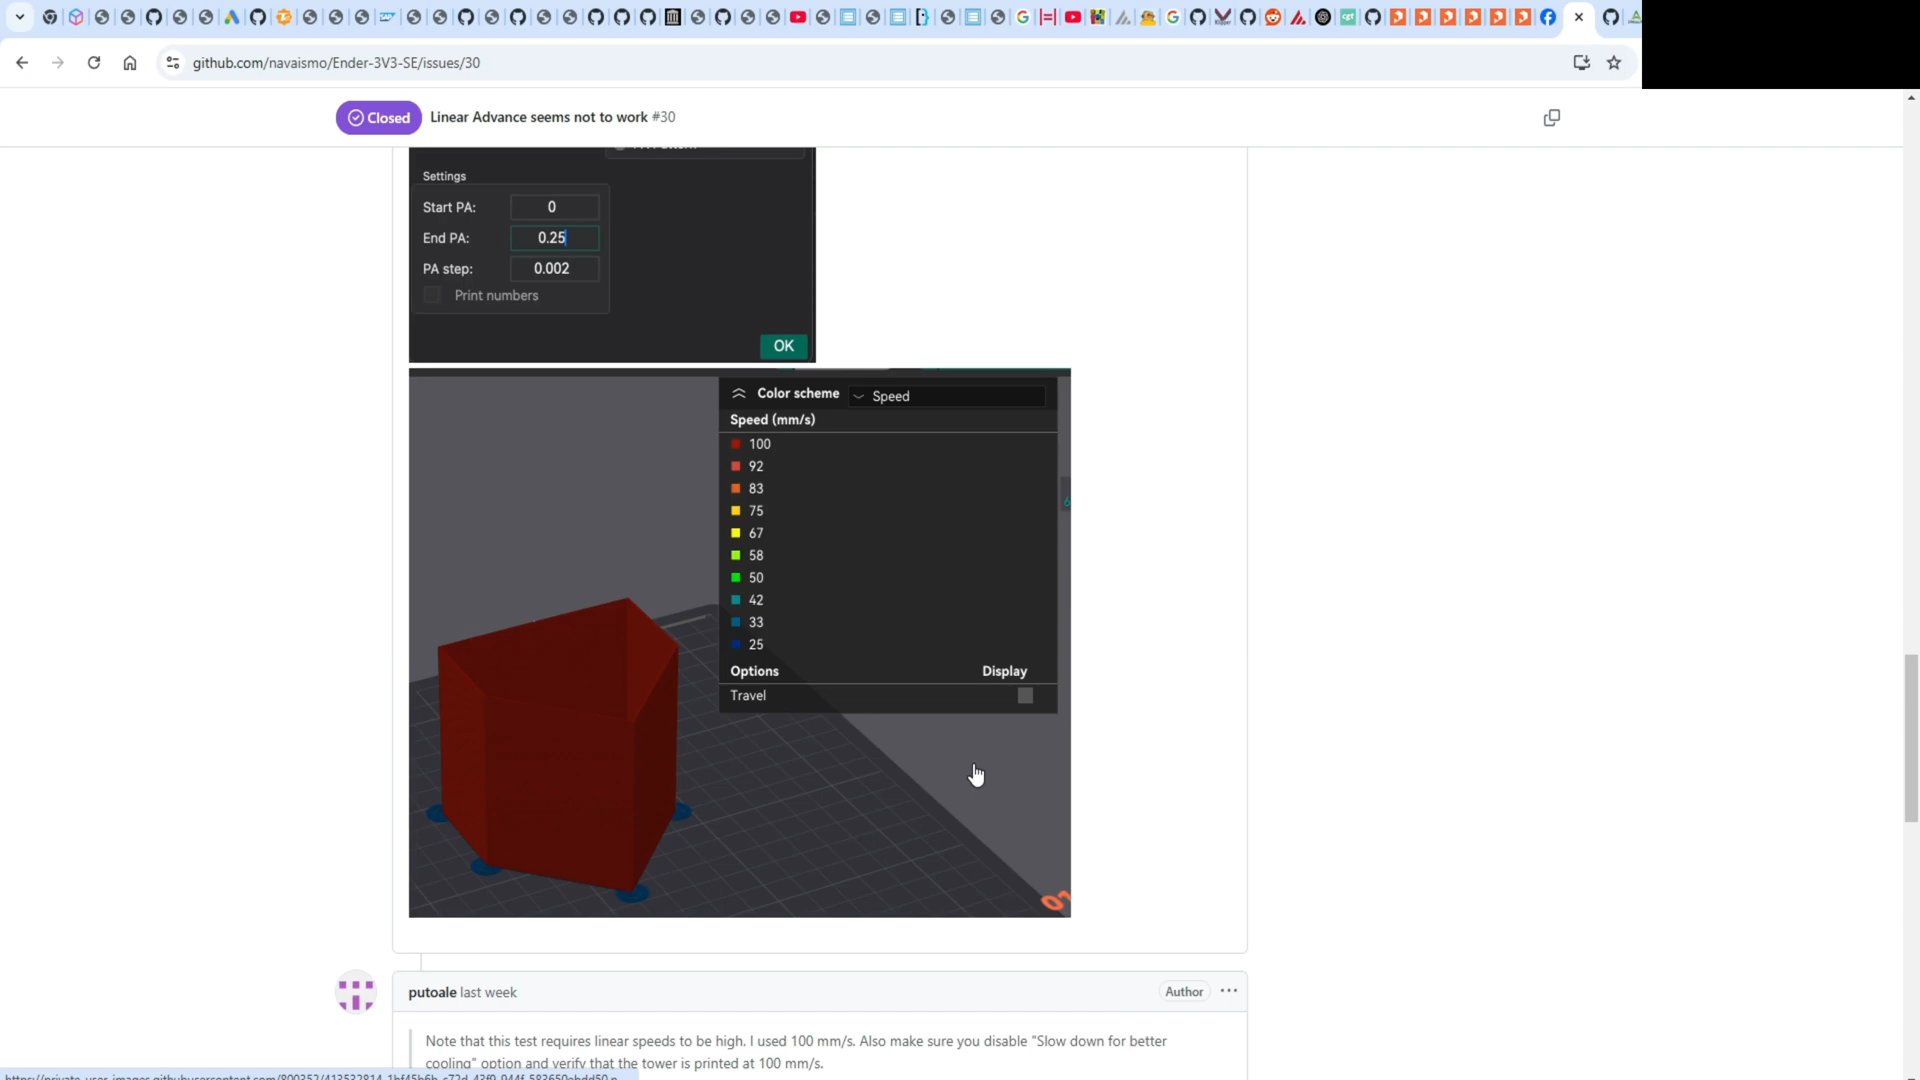 github.com/navaismo/Ender-3V3-SE/issues/30
Closed
Linear Advance seems not to work #30
Settings
Start PA: 0
End PA: 0.25
PA step: 0.002
Print numbers
OK
Color scheme Speed
Speed (mm/s)
100
92
83
75
67
58
50
42
33
25
Options Display
Travel
putoale last week
Author
Note that this test requires linear speeds to be high. I used 100 mm/s. Also make sure you disable "Slow down for better
cooling" option and verify that the tower is printed at 100 mm/s.